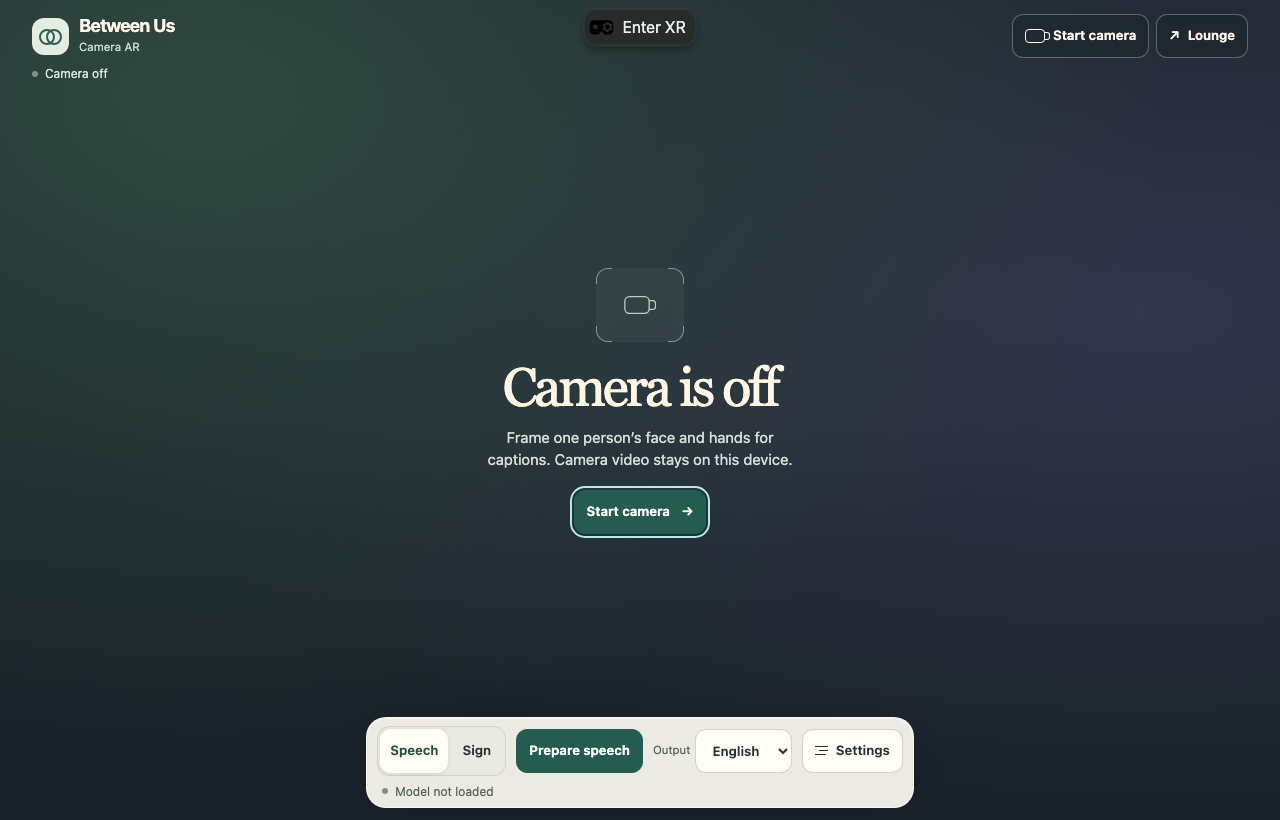 Between Us
Camera AR
Camera off
Enter XR
Start camera
Lounge
Camera is off
Frame one person’s face and hands for
captions. Camera video stays on this device.
Start camera
Speech
Sign
Prepare speech
Output
English
Settings
Model not loaded